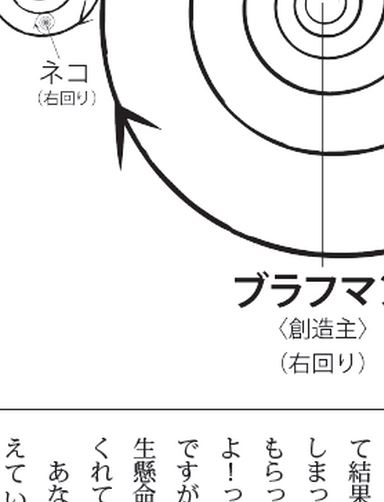 ネコ
（右回り）
ブラフマ
〈創造主〉
（右回り）
て結果
しまっ
もらっ
よ！っ
ですが
生懸命
くれて
あな
えてい